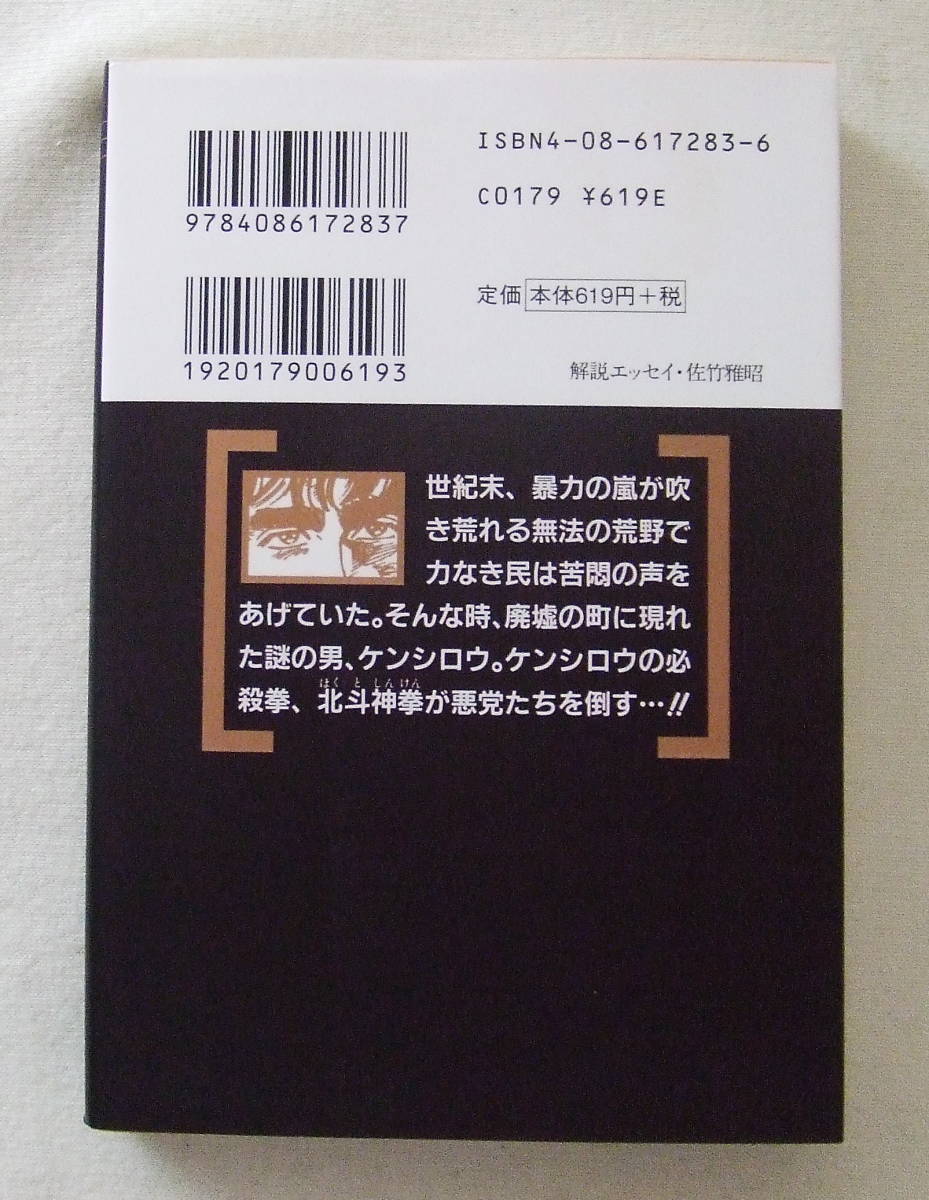 ISBN4-08-617283-6
9784086172837
C0179 ¥619E
定価 本体619円+税
1920179006193
解説エッセイ・佐竹雅昭
世紀末、暴力の嵐が吹
き荒れる無法の荒野で
力なき民は苦悶の声を
あげていた。そんな時、廃墟の町に現れ
た謎の男、ケンシロウ。ケンシロウの必
ほく と しんけん
殺拳、北斗神拳が悪党たちを倒す…!!